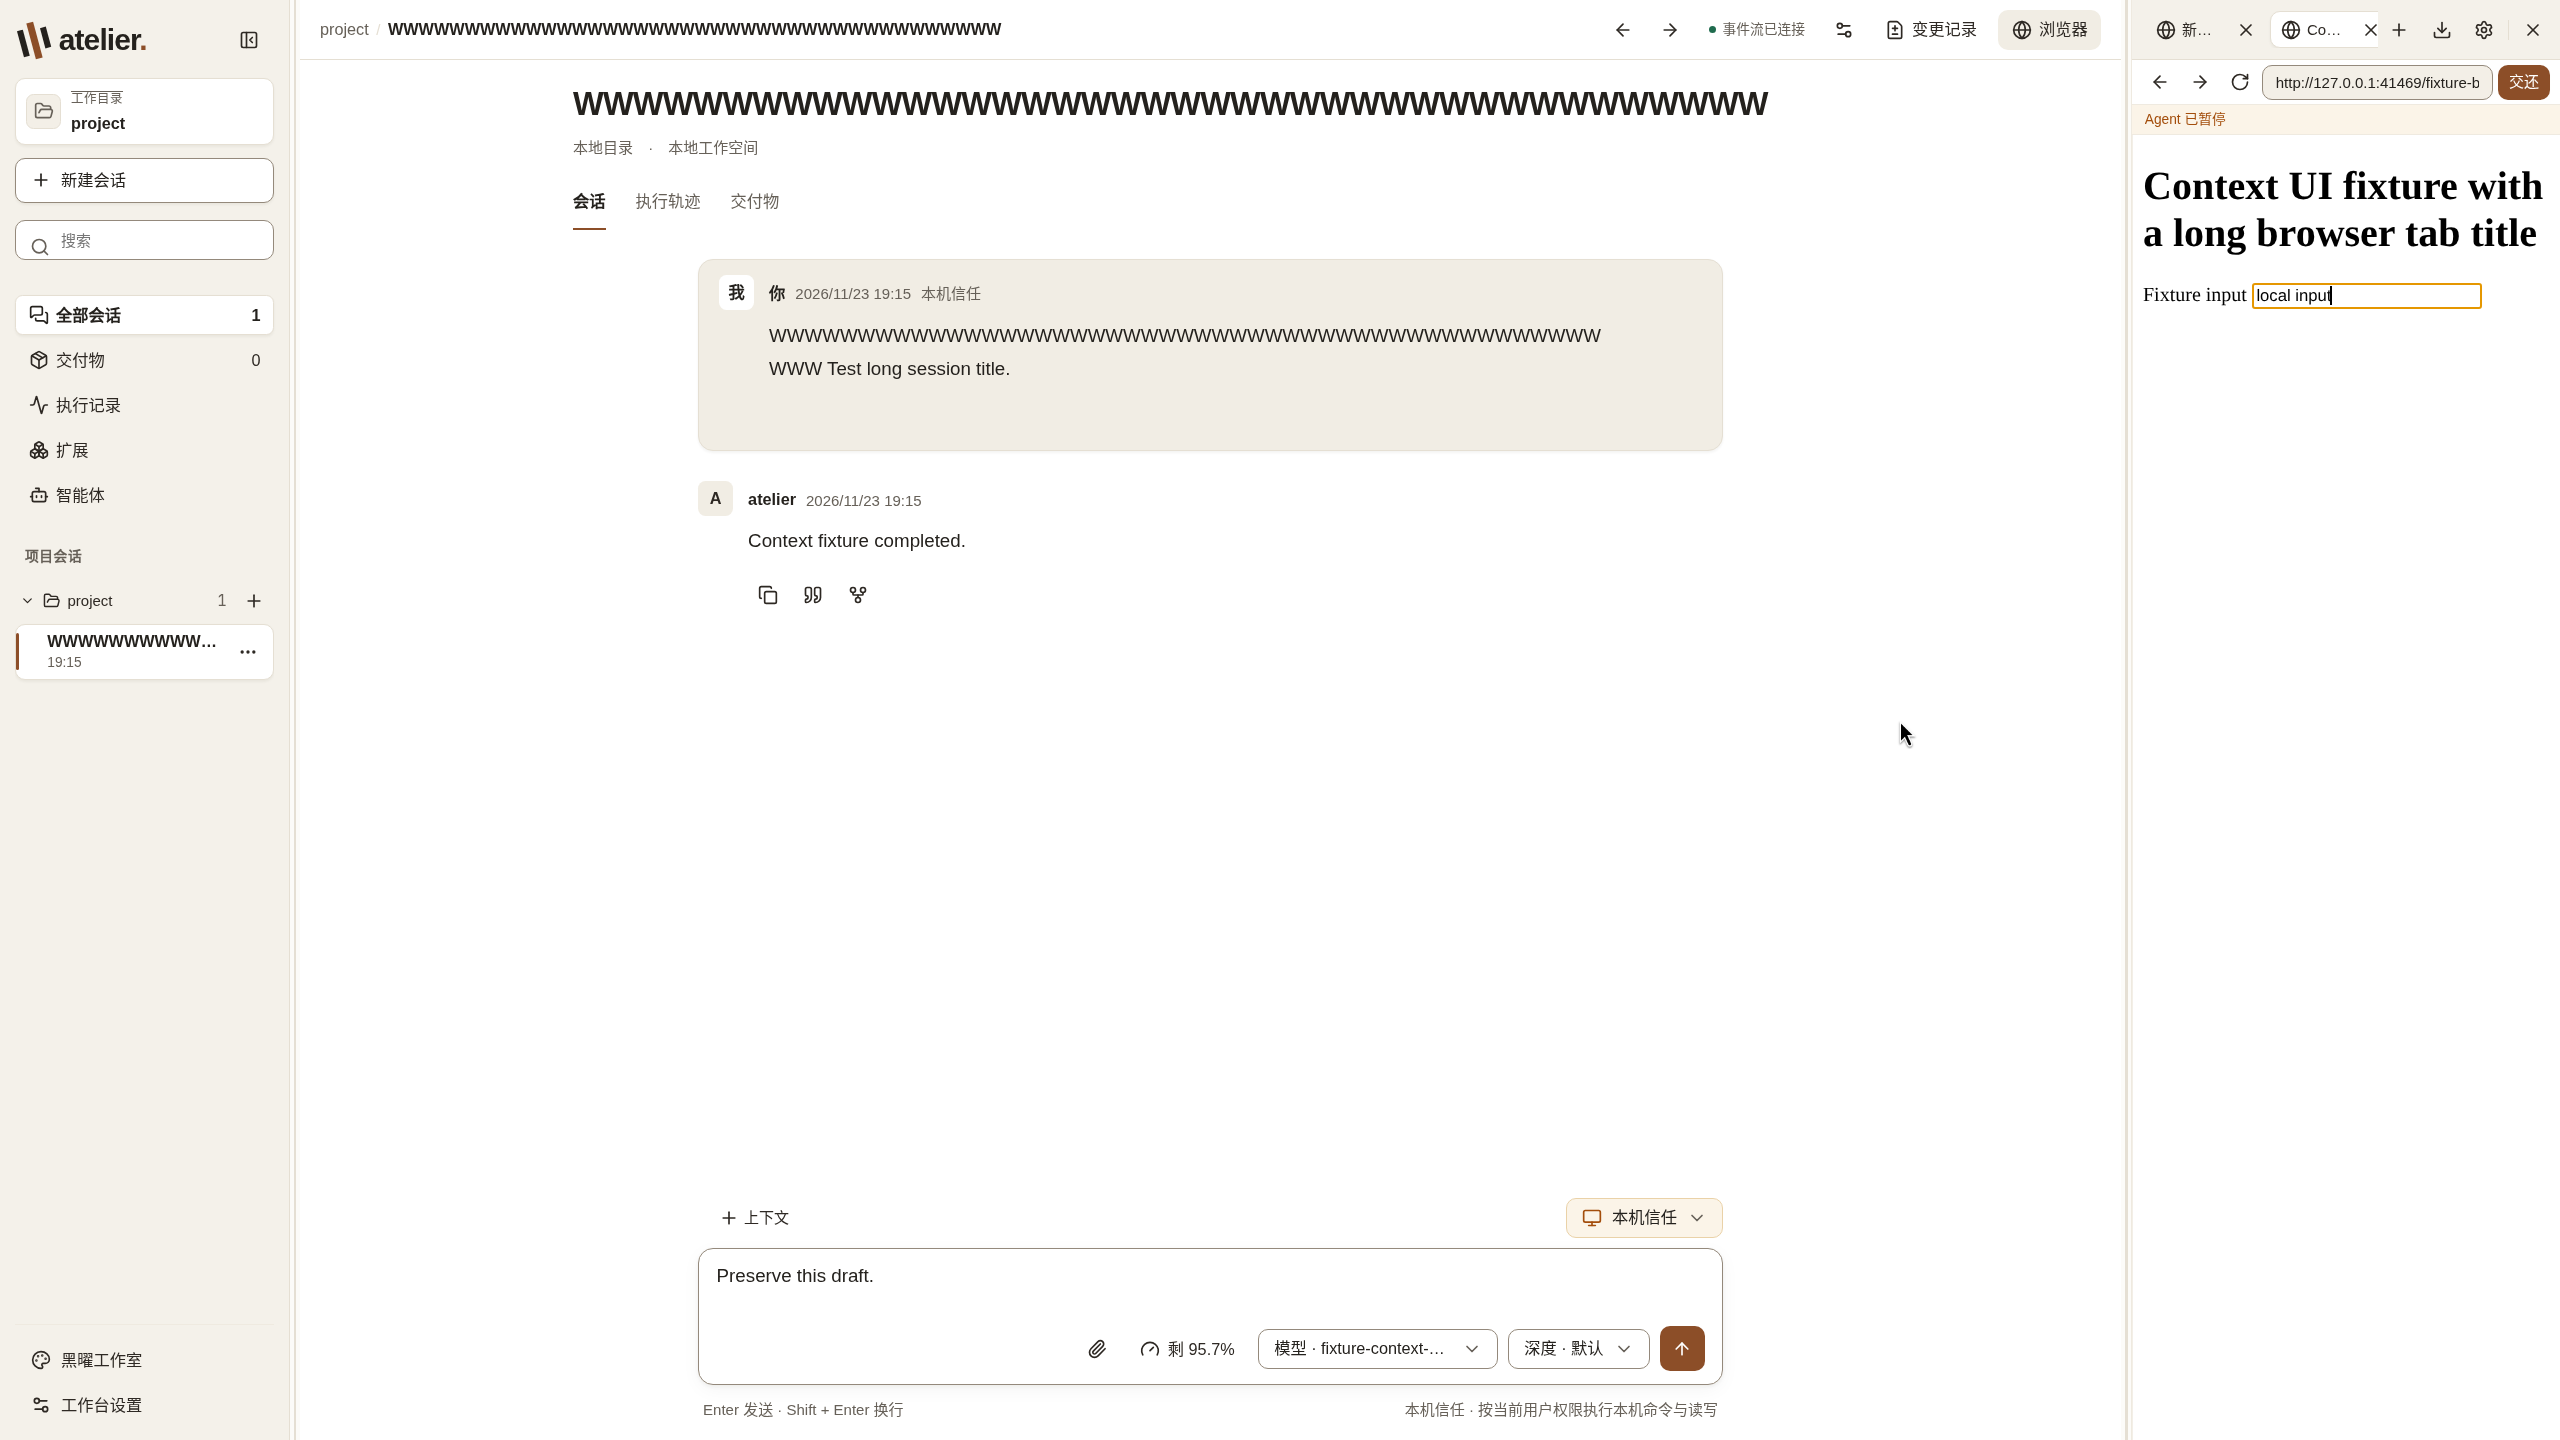 atelier.
工作目录
project
新建会话
搜索
全部会话 1
交付物 0
执行记录
扩展
智能体
项目会话
project 1
WWWWWWWWWW...
19:15
黑曜工作室
工作台设置
project / WWWWWWWWWWWWWWWWWWWWWWWWWWWWWWWWWWWWWWWW
事件流已连接
变更记录
浏览器
WWWWWWWWWWWWWWWWWWWWWWWWWWWWWWWWWWWWWWWW
本地目录 · 本地工作空间
会话 执行轨迹 交付物
我 你 2026/11/23 19:15 本机信任
WWWWWWWWWWWWWWWWWWWWWWWWWWWWWWWWWWWWWWWWWWWWWWW
WWW Test long session title.
A atelier 2026/11/23 19:15
Context fixture completed.
上下文
本机信任
Preserve this draft.
剩 95.7%
模型 · fixture-context-...
深度 · 默认
Enter 发送 · Shift + Enter 换行
本机信任 · 按当前用户权限执行本机命令与读写
新...
Co...
http://127.0.0.1:41469/fixture-b
交还
Agent 已暂停
Context UI fixture with
a long browser tab title
Fixture input local input